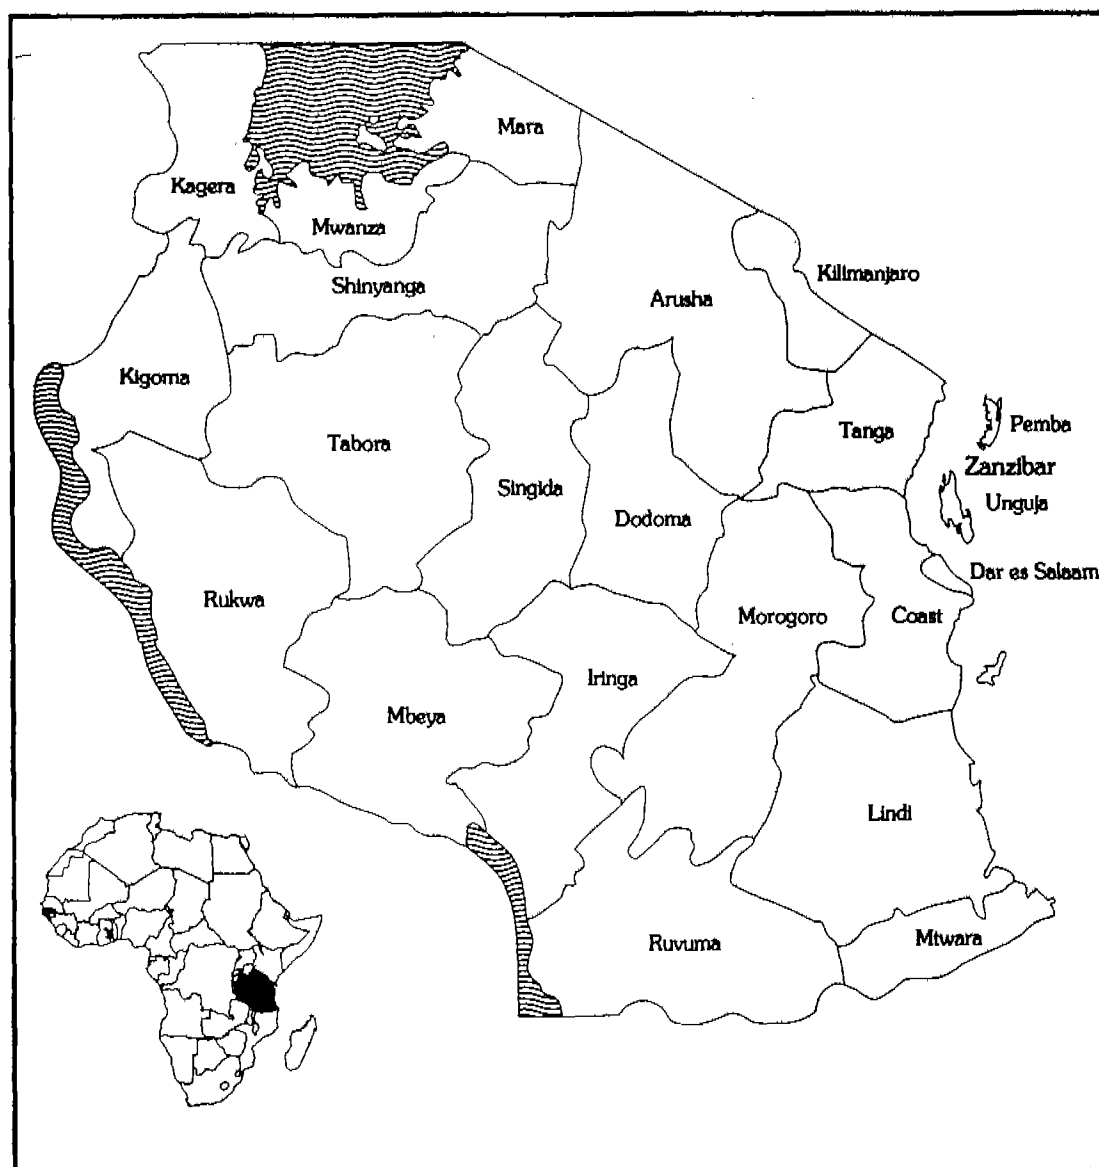 Mara
Kagera
Mwanza
Kilimanjaro
Shinyanga
Arusha
Kigoma
Pemba
Tanga
Tabora
Zanzibar
Singida
Unguja
Dodoma
Dar es Salaam
Rukwa
Morogoro
Coast
Iringa
Mbeya
Lindi
Ruvuma
Mtwara